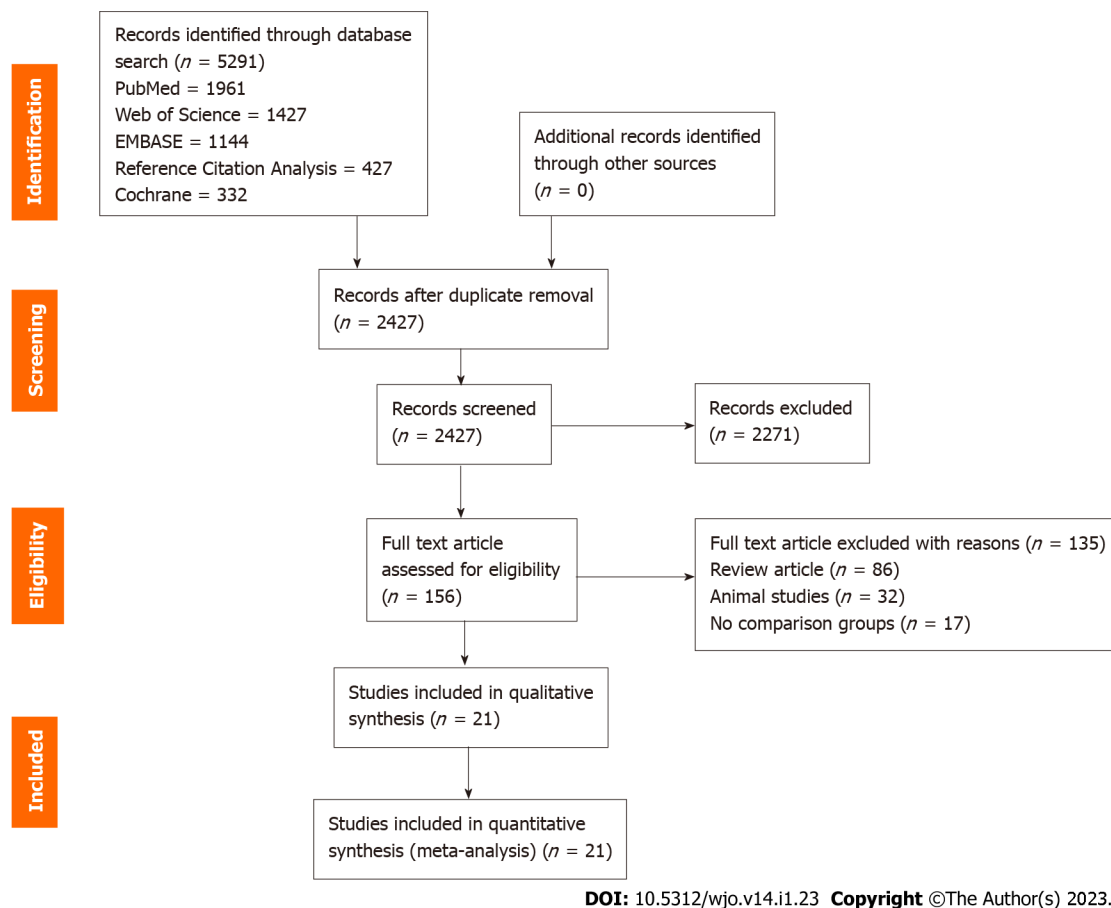 Identification
Records identified through database
search (n = 5291)
PubMed = 1961
Web of Science = 1427
EMBASE = 1144
Reference Citation Analysis = 427
Cochrane = 332
Additional records identified
through other sources
(n = 0)
Screening
Records after duplicate removal
(n = 2427)
Records screened
(n = 2427)
Records excluded
(n = 2271)
Eligibility
Full text article
assessed for eligibility
(n = 156)
Full text article excluded with reasons (n = 135)
Review article (n = 86)
Animal studies (n = 32)
No comparison groups (n = 17)
Included
Studies included in qualitative
synthesis (n = 21)
Studies included in quantitative
synthesis (meta-analysis) (n = 21)
DOI: 10.5312/wjo.v14.i1.23 Copyright ©The Author(s) 2023.